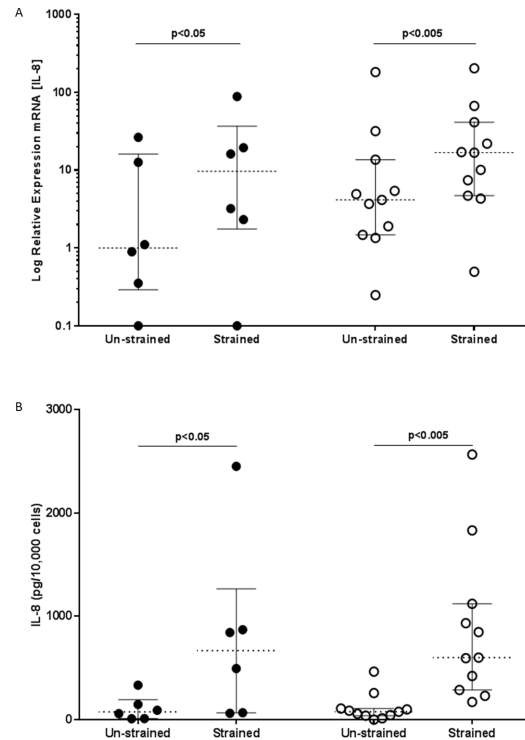 A
1000
100
10
1
0.1
Log Relative Expression mRNA [IL-8]
p<0.05
p<0.005
Un-strained
Strained
Un-strained
Strained
B
3000
2000
1000
0
IL-8 (pg/10,000 cells)
p<0.05
p<0.005
Un-strained
Strained
Un-strained
Strained